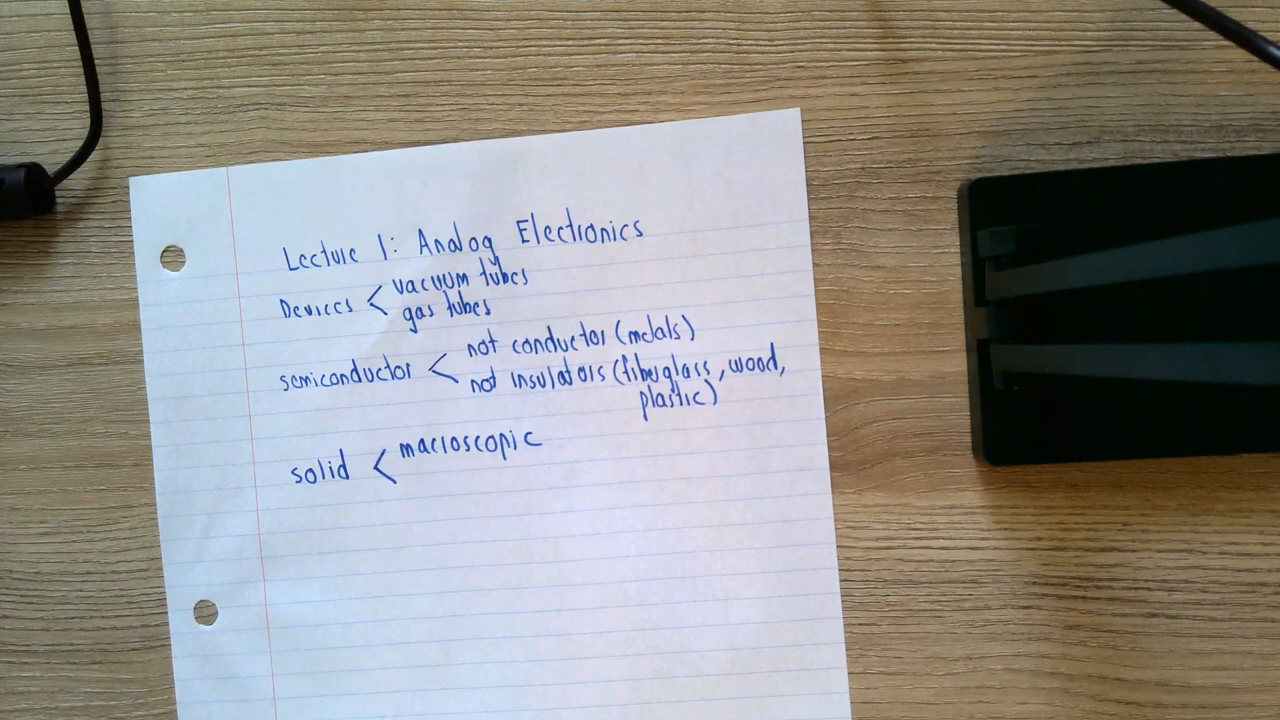 Lecture 1: Analog Electronics
Devices < vacuum tubes
gas tubes
semiconductor < not conductor (metals)
not insulators (fiberglass, wood,
plastic)
solid < macroscopic